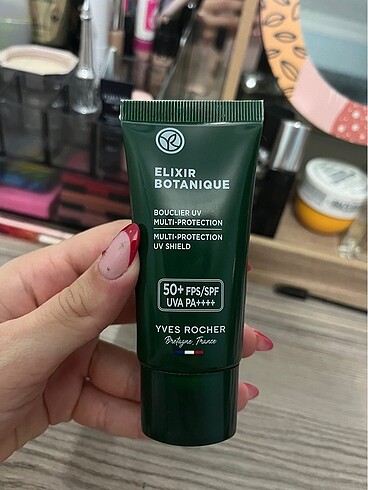 ELIXIR
BOTANIQUE
BOUCLIER UV
MULTI-PROTECTION
MULTI-PROTECTION
UV SHIELD
50+ FPS/SPF
UVA PA++++
YVES ROCHER
Bretagne, France